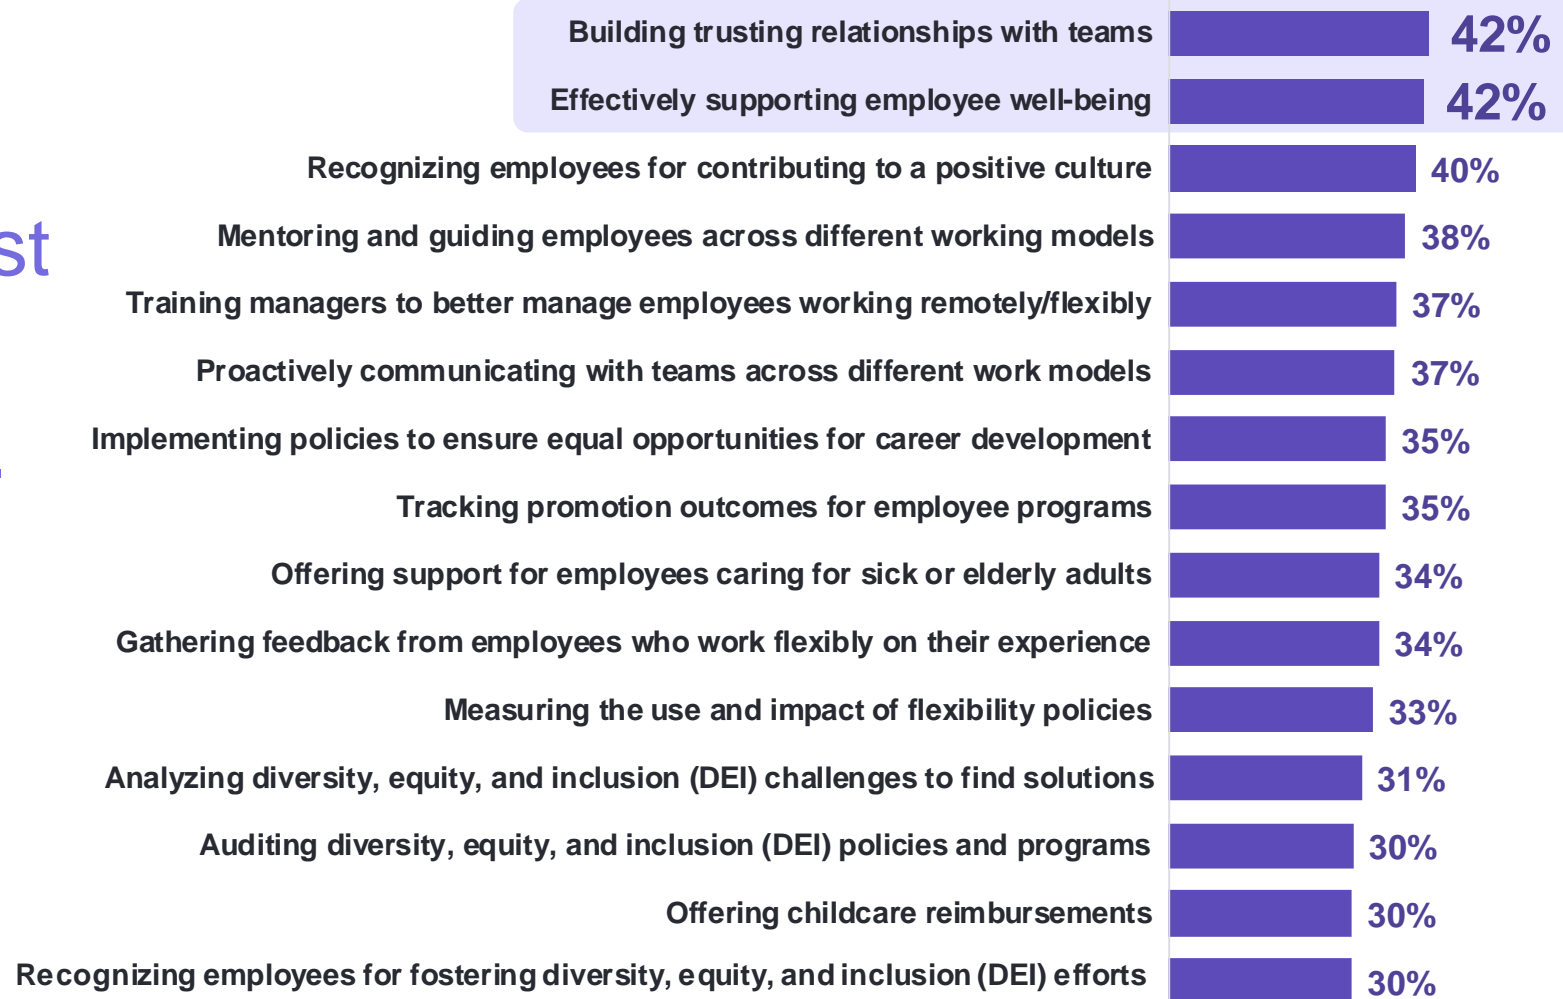 Building trusting relationships with teams 42%
Effectively supporting employee well-being 42%
Recognizing employees for contributing to a positive culture 40%
st
Mentoring and guiding employees across different working models 38%
Training managers to better manage employees working remotely/flexibly 37%
Proactively communicating with teams across different work models 37%
Implementing policies to ensure equal opportunities for career development 35%
Tracking promotion outcomes for employee programs 35%
Offering support for employees caring for sick or elderly adults 34%
Gathering feedback from employees who work flexibly on their experience 34%
Measuring the use and impact of flexibility policies 33%
Analyzing diversity, equity, and inclusion (DEI) challenges to find solutions 31%
Auditing diversity, equity, and inclusion (DEI) policies and programs 30%
Offering childcare reimbursements 30%
Recognizing employees for fostering diversity, equity, and inclusion (DEI) efforts 30%